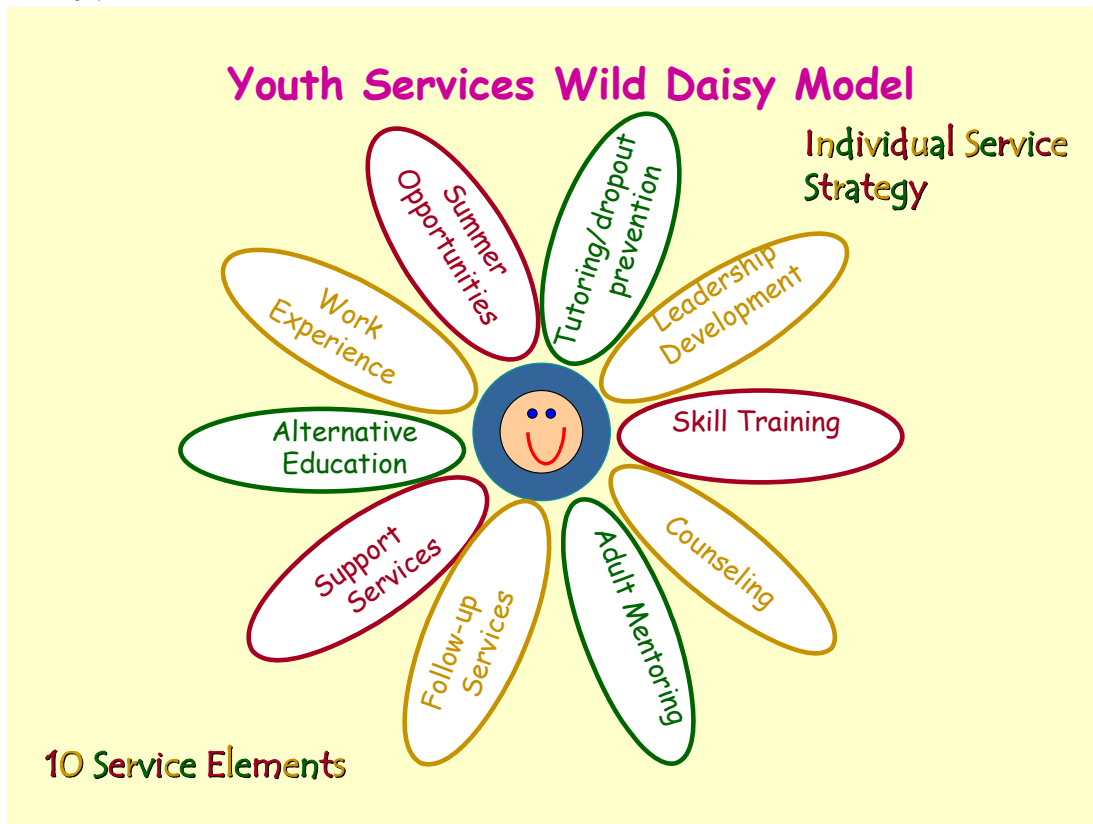 Youth Services Wild Daisy Model
Individual Service
Strategy
Summer
Opportunities
Tutoring/dropout
prevention
Leadership
Development
Work
Experience
Skill Training
Alternative
Education
Counseling
Support
Services
Adult Mentoring
Follow-up
Services
10 Service Elements